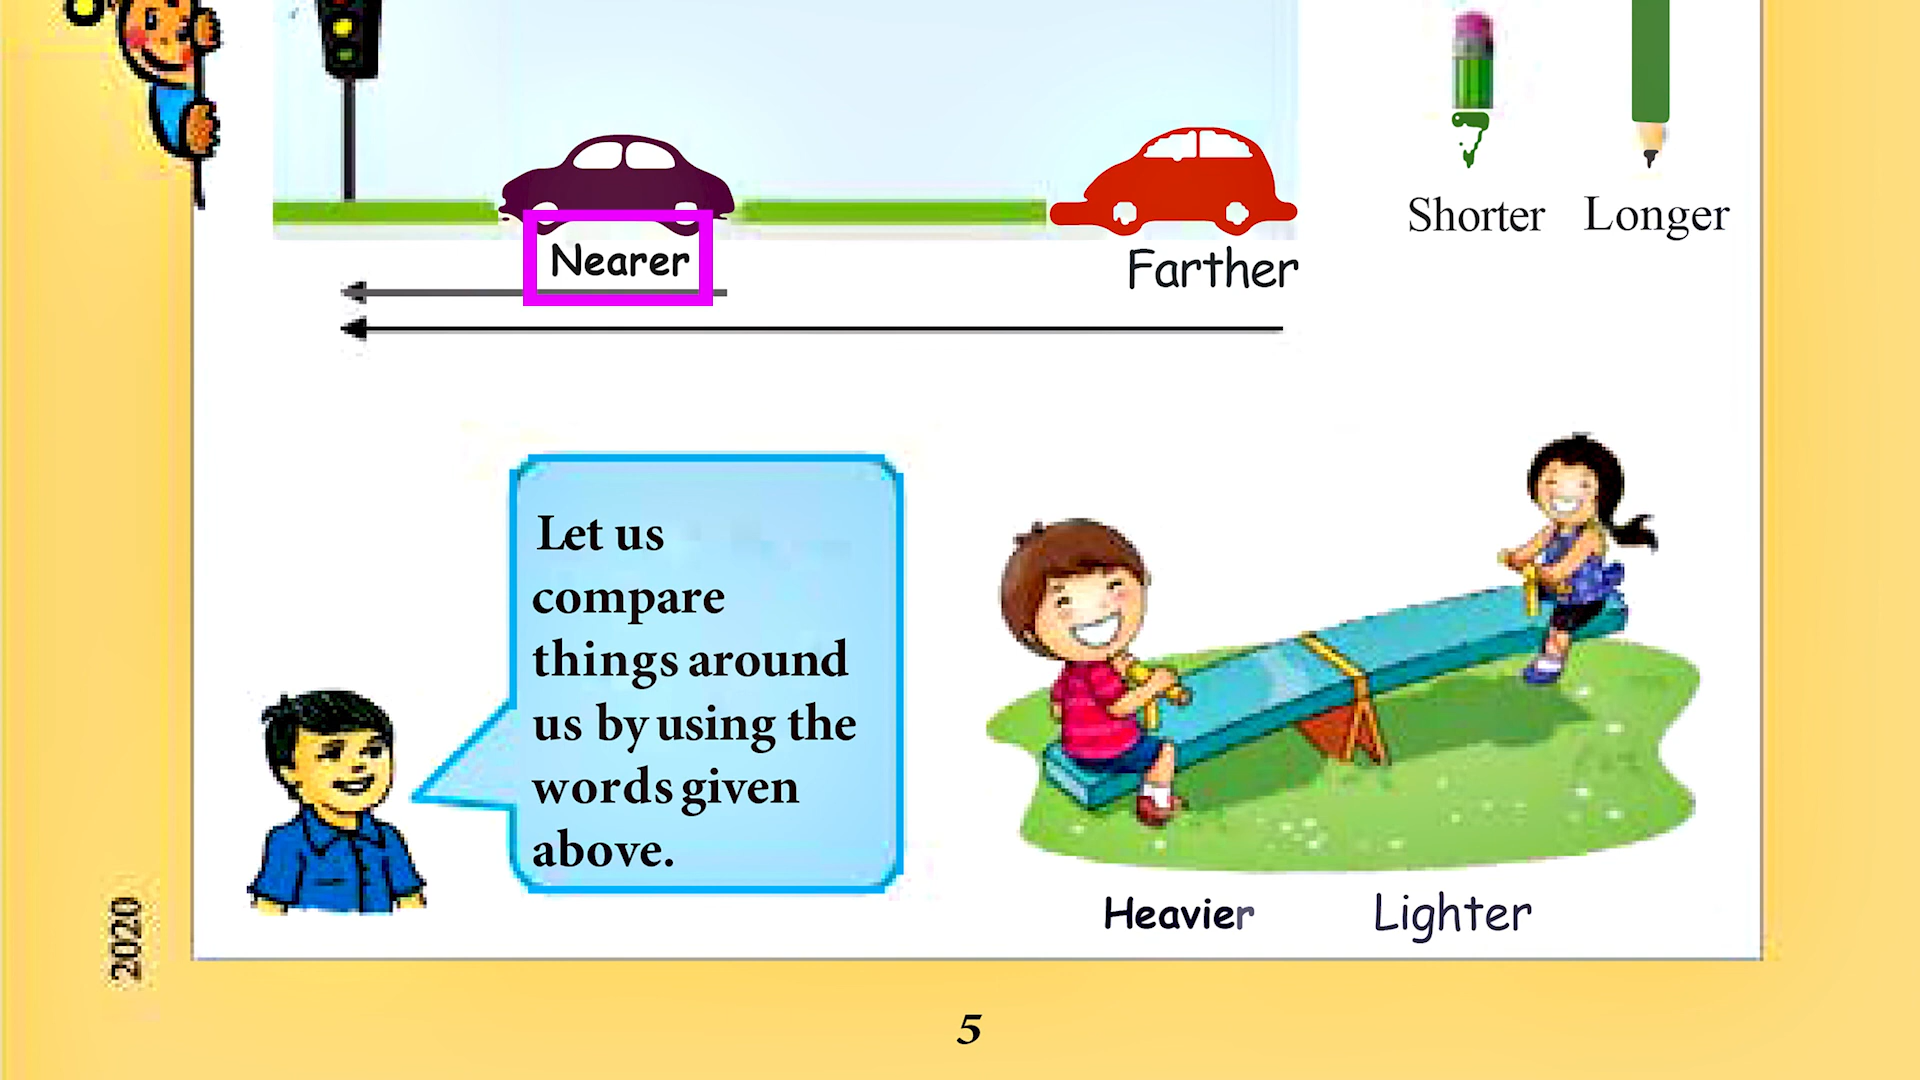 Shorter Longer
Nearer
Farther
Let us
compare
things around
us by using the
words given
above.
Heavier Lighter
2020
5